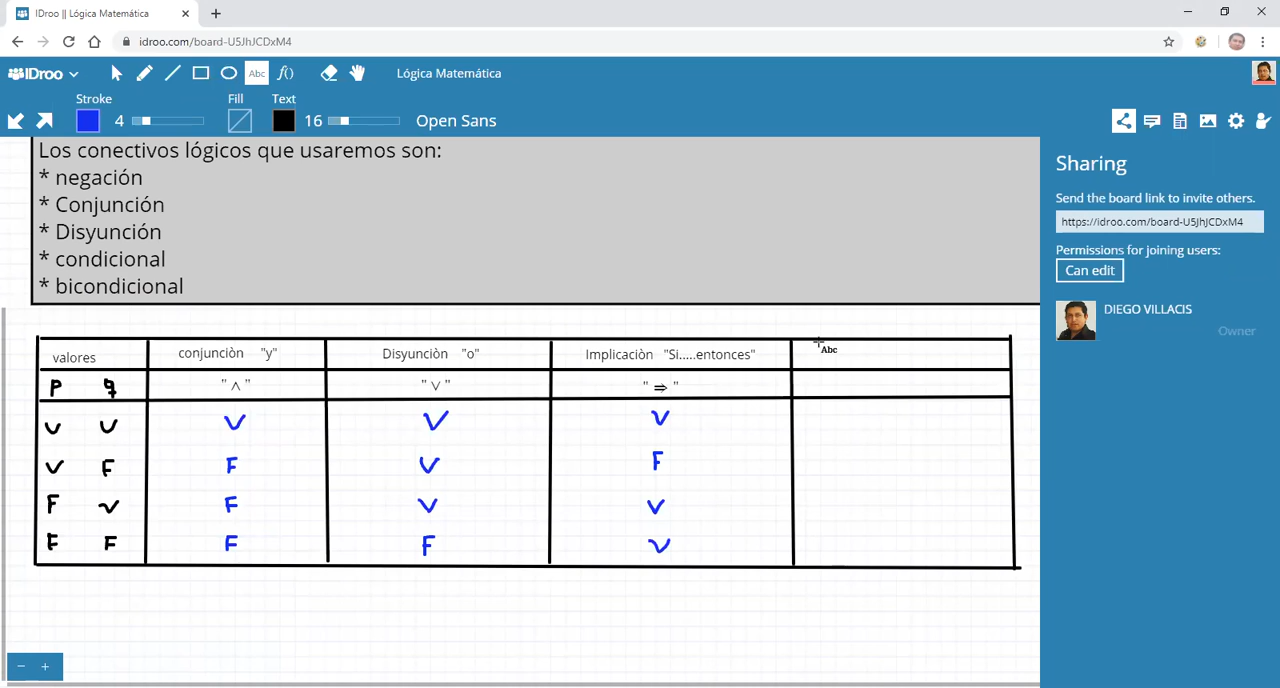 IDroo || Lógica Matemática
idroo.com/board-U5JhJCDxM4
IDroo
Abc
f()
Lógica Matemática
Stroke
Fill
Text
4
16
Open Sans
Los conectivos lógicos que usaremos son:
* negación
* Conjunción
* Disyunción
* condicional
* bicondicional
Sharing
Send the board link to invite others.
https://idroo.com/board-U5JhJCDxM4
Permissions for joining users:
Can edit
DIEGO VILLACIS
Owner
valores conjunciòn "y" Disyunciòn "o" Implicaciòn "Si.....entonces"
Abc
p q " ∧ " " ∨ " " ⇒ "
V V V V V
V F F V F
F V F V V
F F F F V